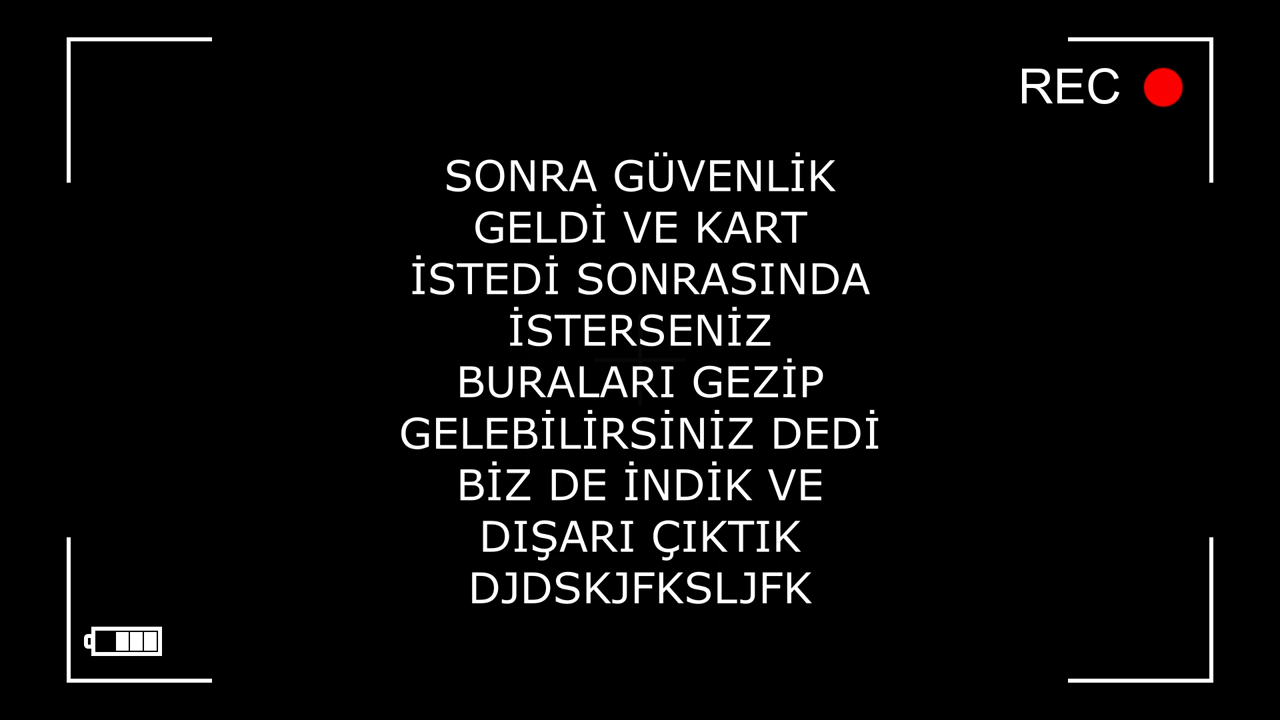 REC
SONRA GÜVENLİK
GELDİ VE KART
İSTEDİ SONRASINDA
İSTERSENİZ
BURALARI GEZİP
GELEBİLİRSİNİZ DEDİ
BİZ DE İNDİK VE
DIŞARI ÇIKTIK
DJDSKJFKSLJFK